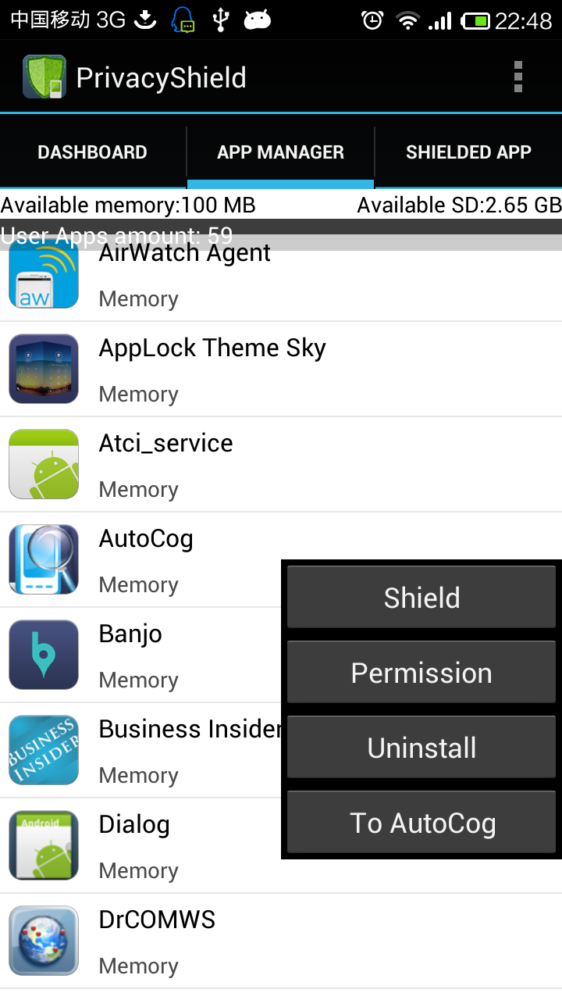 中国移动 3G 22:48
PrivacyShield
DASHBOARD APP MANAGER SHIELDED APP
Available memory:100 MB Available SD:2.65 GB
User Apps amount: 59
AirWatch Agent
aw
Memory
AppLock Theme Sky
Memory
Atci_service
Memory
AutoCog
Memory
Shield
Banjo
Memory
Permission
Business Insider
BUSINESS
INSIDER
Memory
Uninstall
Dialog
Android
Memory
To AutoCog
DrCOMWS
Memory